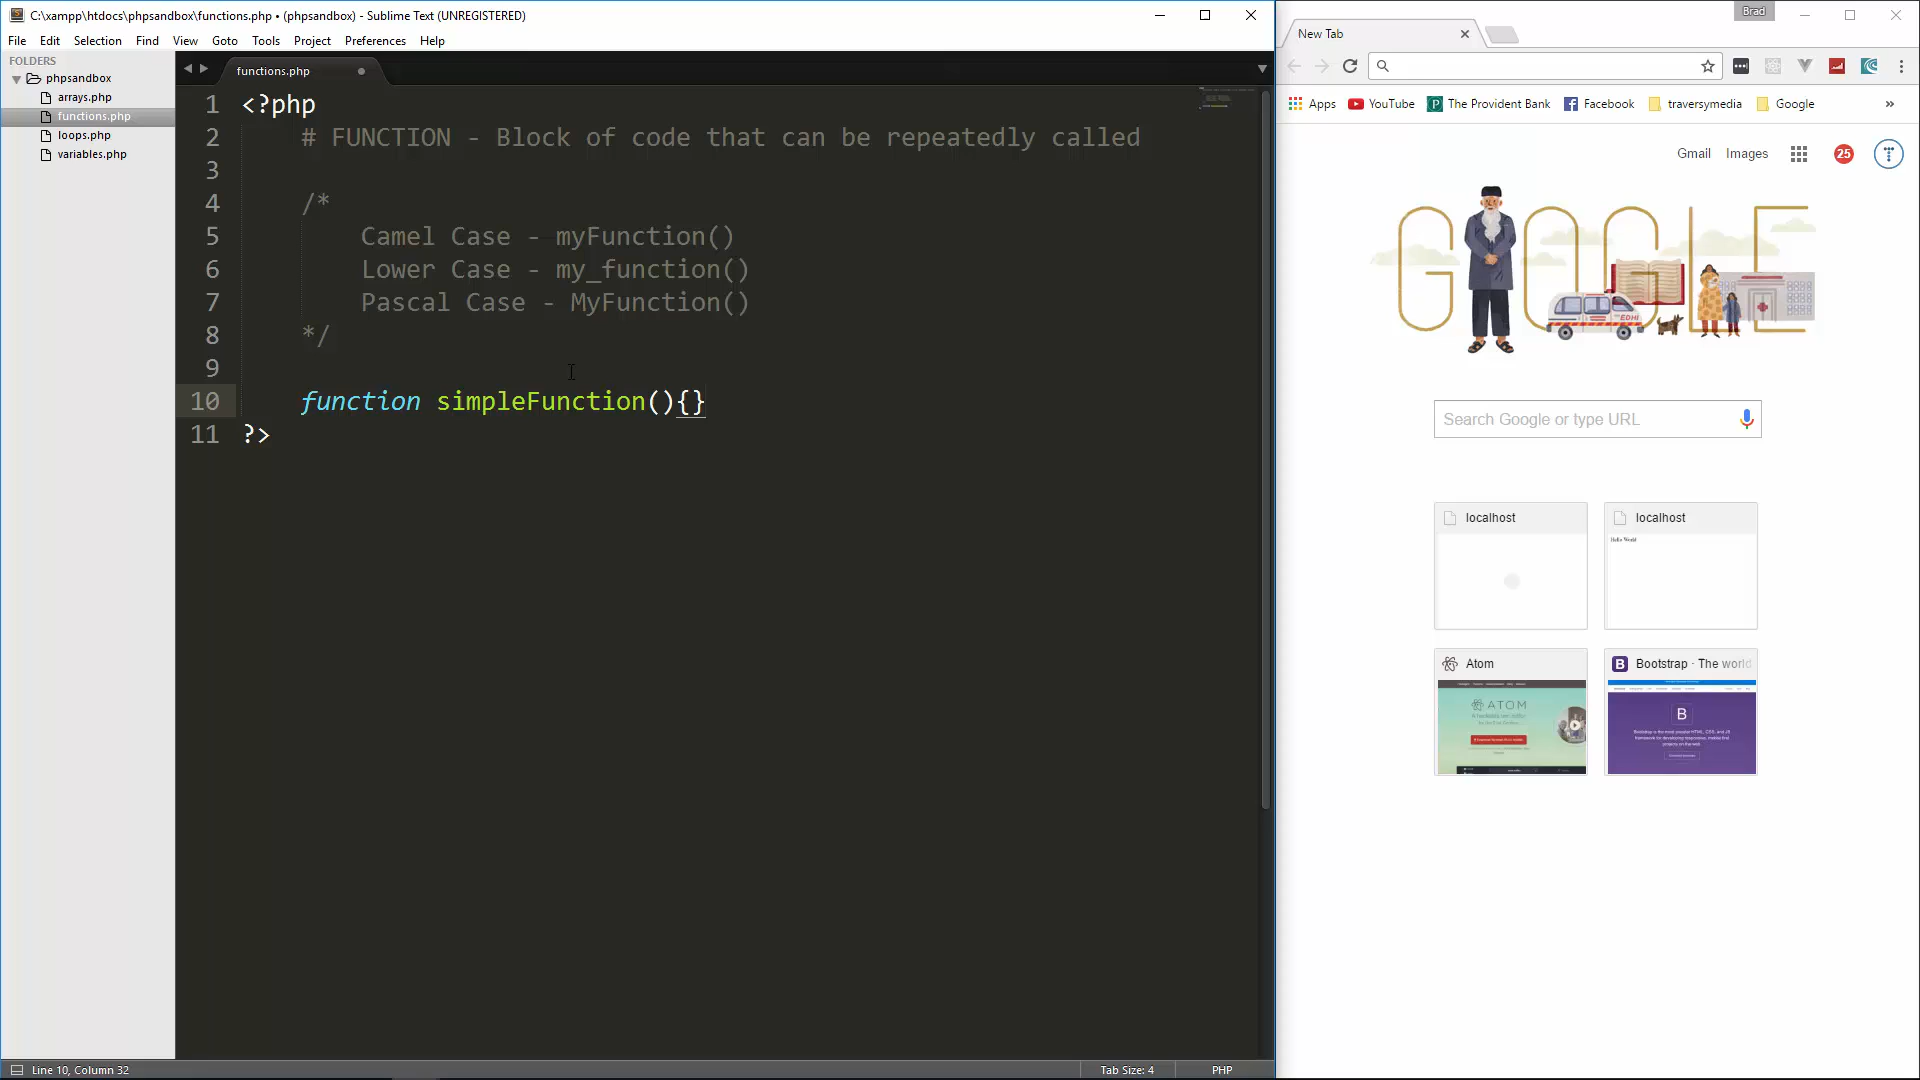 C:\xampp\htdocs\phpsandbox\functions.php • (phpsandbox) - Sublime Text (UNREGISTERED)
File Edit Selection Find View Goto Tools Project Preferences Help
FOLDERS
phpsandbox
arrays.php
functions.php
loops.php
variables.php
functions.php
1 <?php
2 # FUNCTION - Block of code that can be repeatedly called
3
4 /*
5 Camel Case - myFunction()
6 Lower Case - my_function()
7 Pascal Case - MyFunction()
8 */
9
10 function simpleFunction(){}
11 ?>
Line 10, Column 32
Tab Size: 4
PHP
Brad
New Tab
Apps YouTube The Provident Bank Facebook traversymedia Google »
Gmail Images 25
GOOGLE
EDHI
Search Google or type URL
localhost
localhost
Hello World
Atom
ATOM
Bootstrap · The world
B